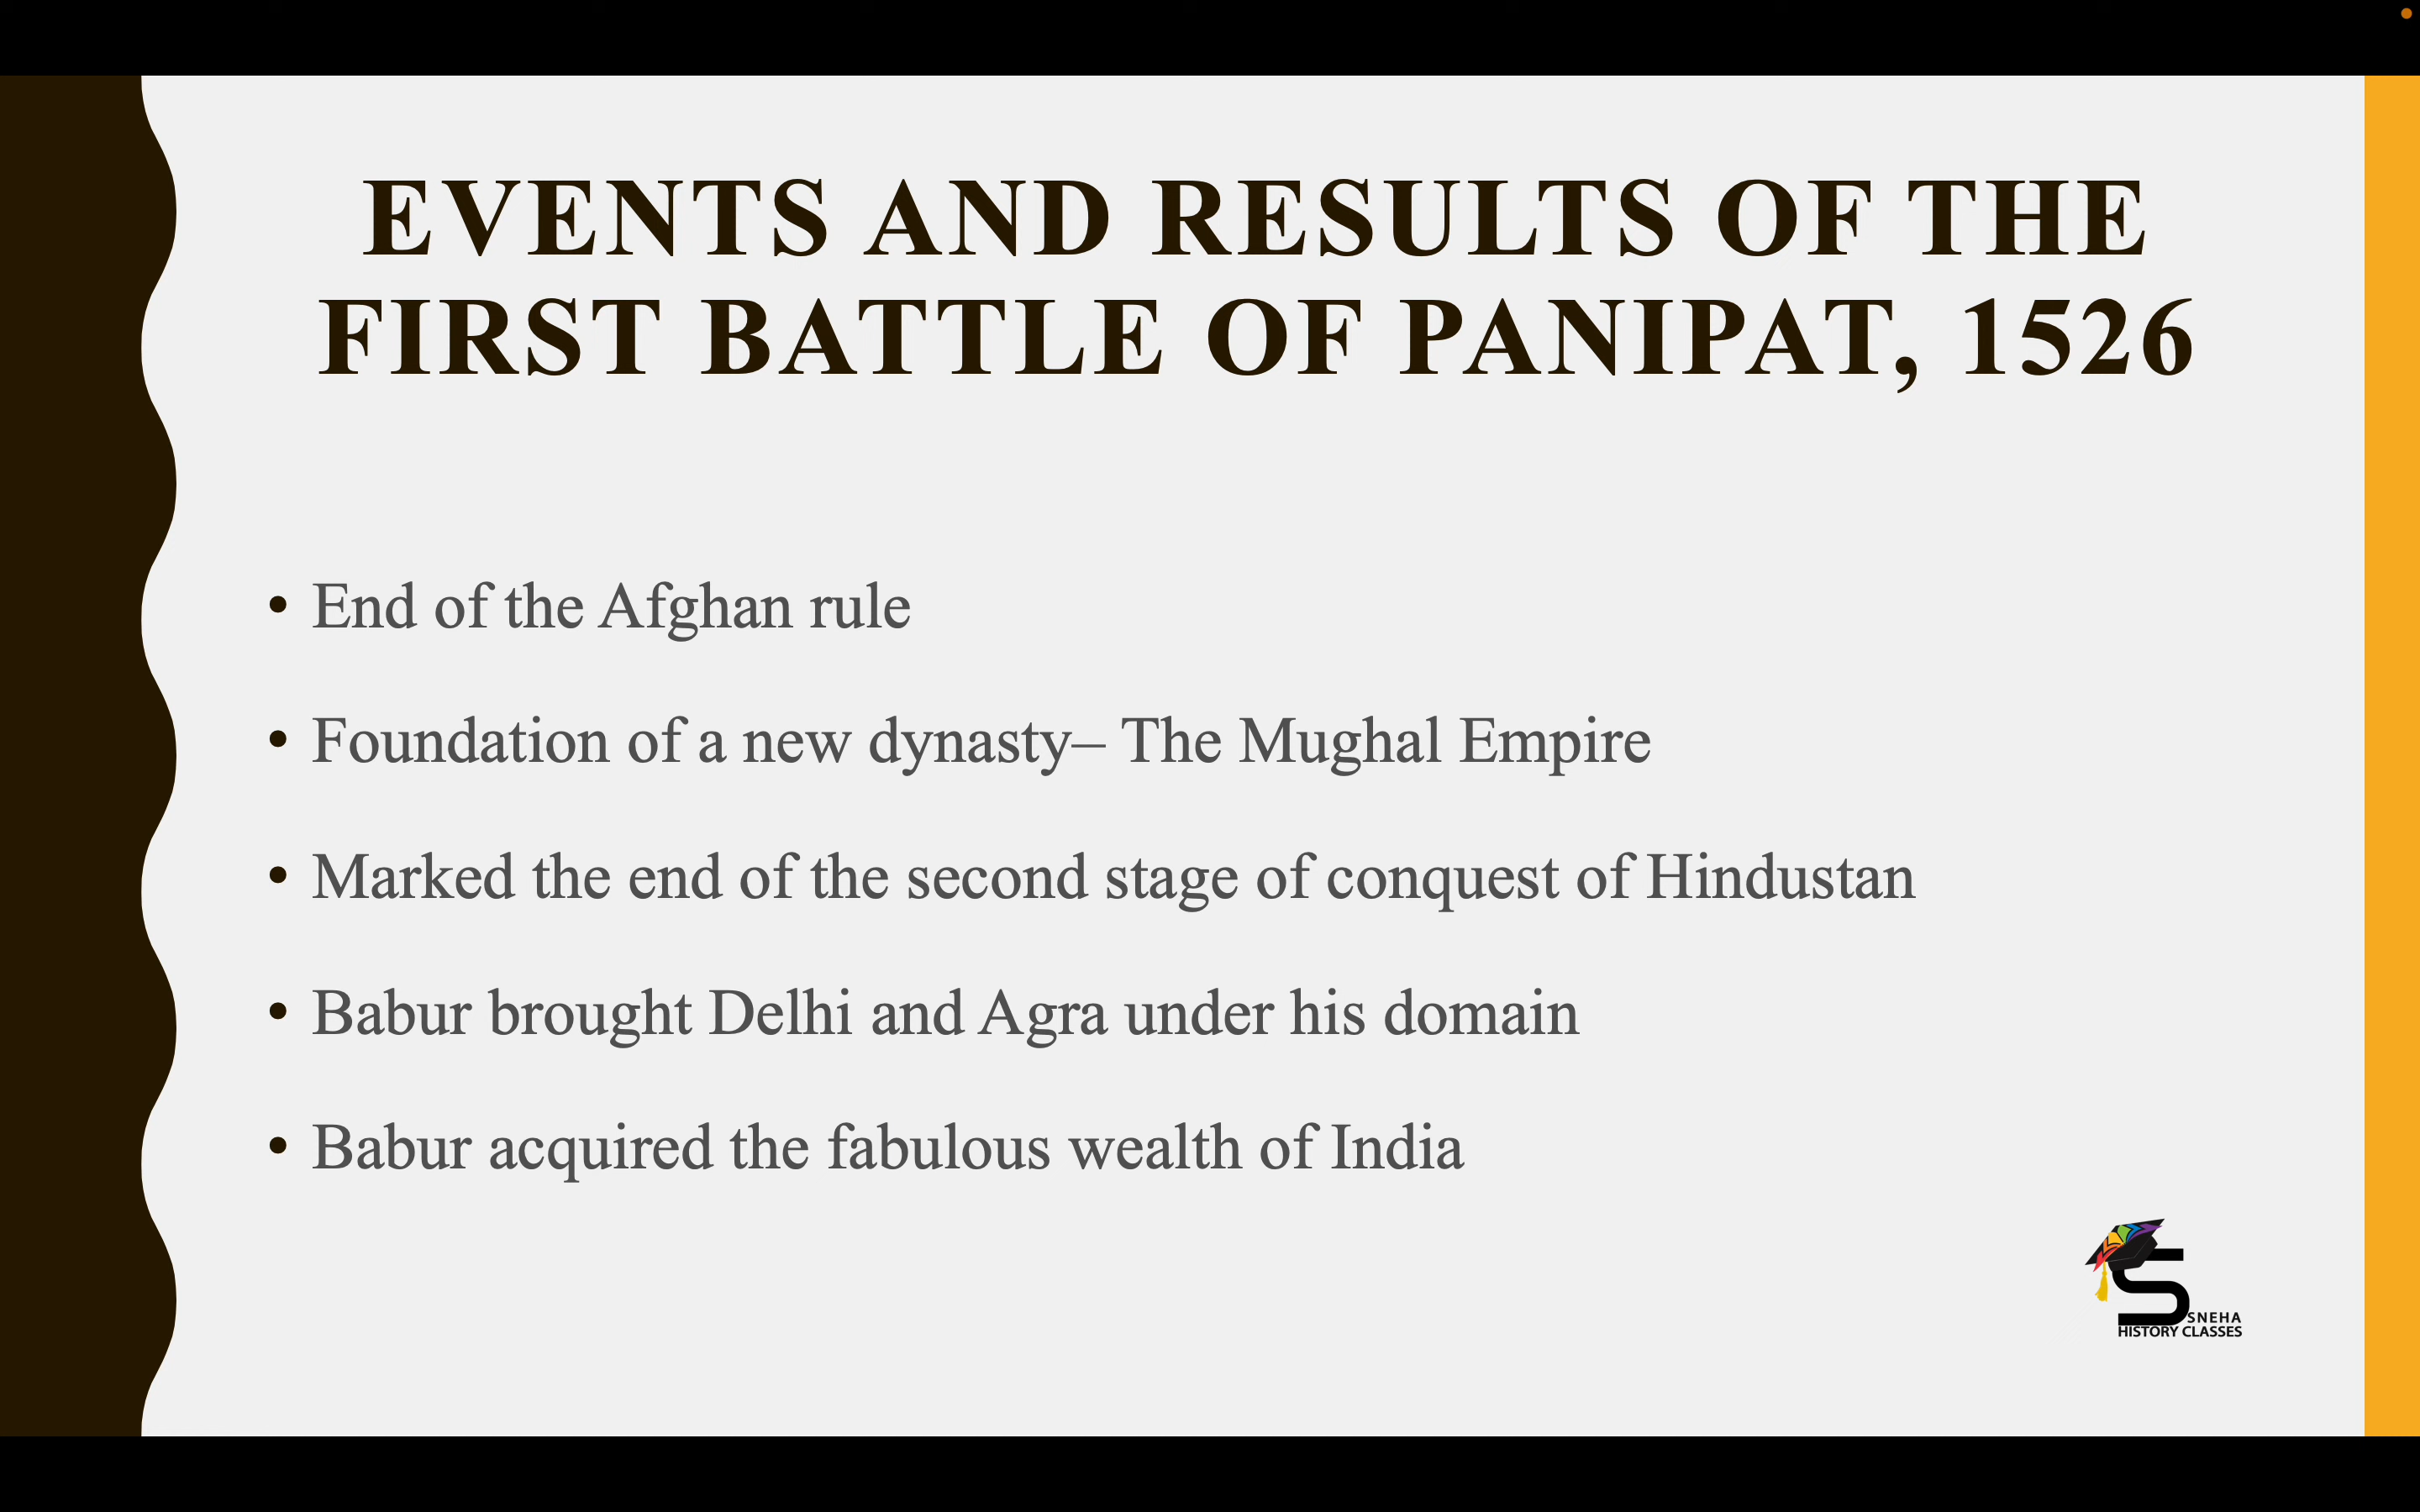 EVENTS AND RESULTS OF THE
FIRST BATTLE OF PANIPAT, 1526
• End of the Afghan rule
• Foundation of a new dynasty– The Mughal Empire
• Marked the end of the second stage of conquest of Hindustan
• Babur brought Delhi and Agra under his domain
• Babur acquired the fabulous wealth of India
S
SNEHA
HISTORY CLASSES